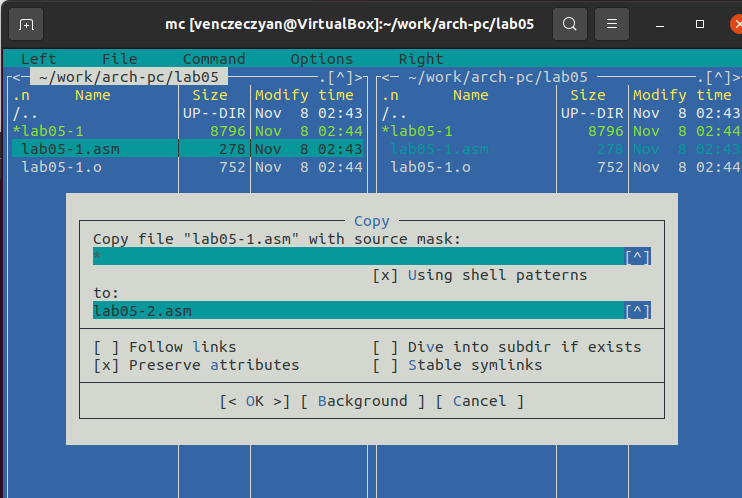 mc [venczeczyan@VirtualBox]:~/work/arch-pc/lab05
Left File Command Options Right
<─ ~/work/arch-pc/lab05 ─.[^]> <─ ~/work/arch-pc/lab05 ─.[^]>
.n Name Size Modify time .n Name Size Modify time
/.. UP--DIR Nov 8 02:43 /.. UP--DIR Nov 8 02:43
*lab05-1 8796 Nov 8 02:44 *lab05-1 8796 Nov 8 02:44
lab05-1.asm 278 Nov 8 02:43 lab05-1.asm 278 Nov 8 02:43
lab05-1.o 752 Nov 8 02:44 lab05-1.o 752 Nov 8 02:44
Copy
Copy file "lab05-1.asm" with source mask:
* [^]
[x] Using shell patterns
to:
lab05-2.asm [^]
[ ] Follow links [ ] Dive into subdir if exists
[x] Preserve attributes [ ] Stable symlinks
[< OK >] [ Background ] [ Cancel ]